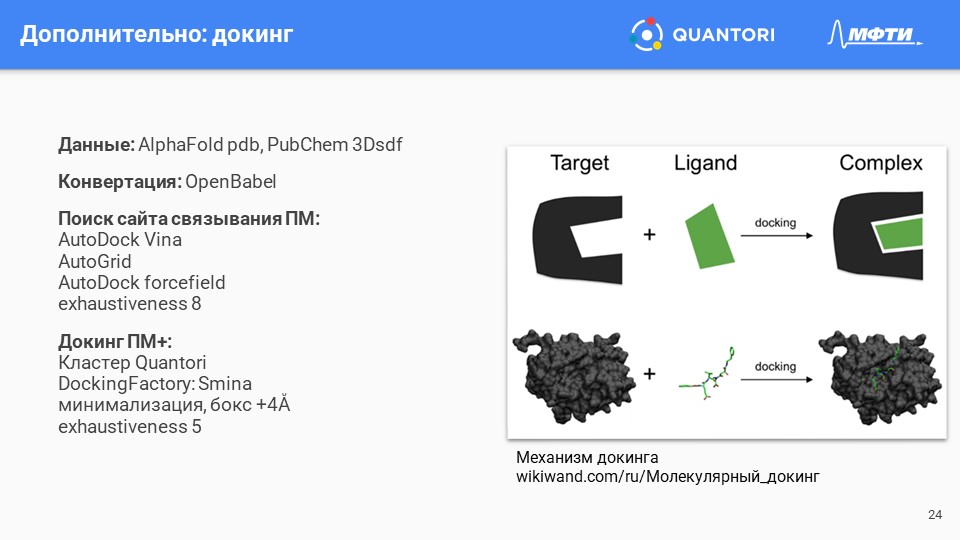 Дополнительно: докинг
QUANTORI
МФТИ
Данные: AlphaFold pdb, PubChem 3Dsdf
Конвертация: OpenBabel
Поиск сайта связывания ПМ:
AutoDock Vina
AutoGrid
AutoDock forcefield
exhaustiveness 8
Докинг ПМ+:
Кластер Quantori
DockingFactory: Smina
минимализация, бокс +4Å
exhaustiveness 5
Target
Ligand
Complex
+
docking
+
docking
Механизм докинга
wikiwand.com/ru/Молекулярный_докинг
24